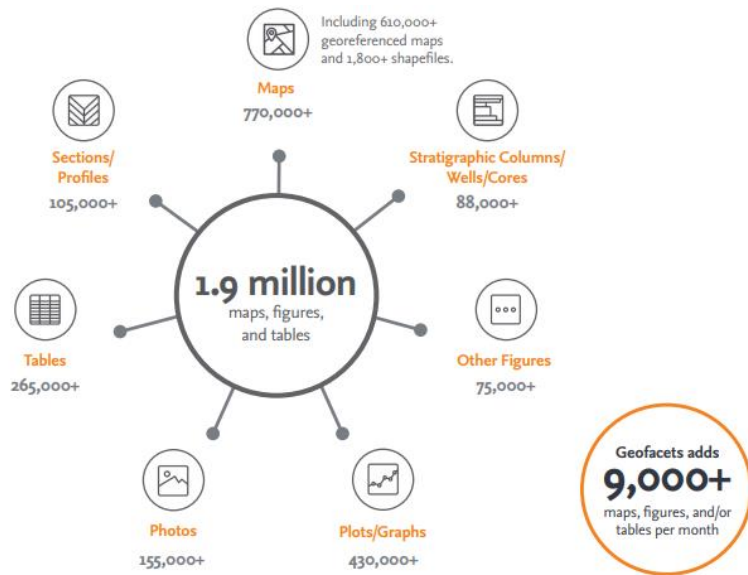 Including 610,000+
georeferenced maps
and 1,800+ shapefiles.
Maps
770,000+
Sections/
Profiles
105,000+
Stratigraphic Columns/
Wells/Cores
88,000+
1.9 million
maps, figures,
and tables
Tables
265,000+
Other Figures
75,000+
Photos
155,000+
Plots/Graphs
430,000+
Geofacets adds
9,000+
maps, figures, and/or
tables per month